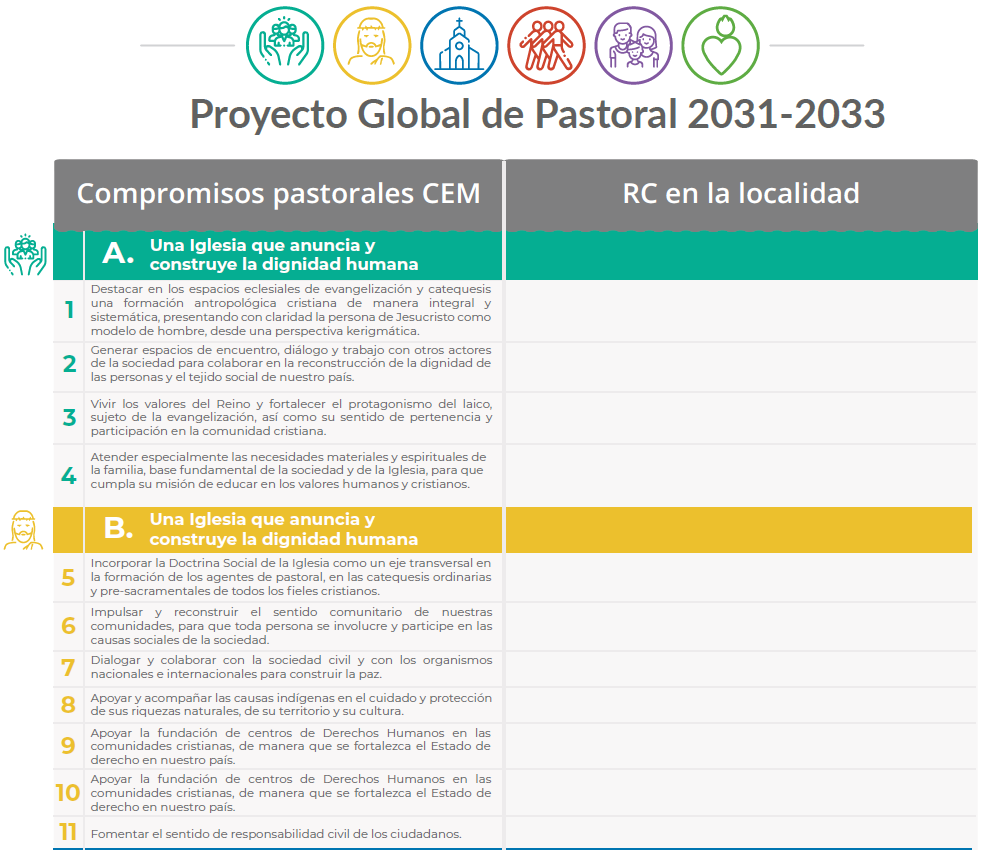 Proyecto Global de Pastoral 2031-2033
Compromisos pastorales CEM
RC en la localidad
A. Una Iglesia que anuncia y
construye la dignidad humana
1
Destacar en los espacios eclesiales de evangelización y catequesis
una formación antropológica cristiana de manera integral y
sistemática, presentando con claridad la persona de Jesucristo como
modelo de hombre, desde una perspectiva kerigmática.
2
Generar espacios de encuentro, diálogo y trabajo con otros actores
de la sociedad para colaborar en la reconstrucción de la dignidad de
las personas y el tejido social de nuestro país.
3
Vivir los valores del Reino y fortalecer el protagonismo del laico,
sujeto de la evangelización, así como su sentido de pertenencia y
participación en la comunidad cristiana.
4
Atender especialmente las necesidades materiales y espirituales de
la familia, base fundamental de la sociedad y de la Iglesia, para que
cumpla su misión de educar en los valores humanos y cristianos.
B. Una Iglesia que anuncia y
construye la dignidad humana
5
Incorporar la Doctrina Social de la Iglesia como un eje transversal en
la formación de los agentes de pastoral, en las catequesis ordinarias
y pre-sacramentales de todos los fieles cristianos.
6
Impulsar y reconstruir el sentido comunitario de nuestras
comunidades, para que toda persona se involucre y participe en las
causas sociales de la sociedad.
7
Dialogar y colaborar con la sociedad civil y con los organismos
nacionales e internacionales para construir la paz.
8
Apoyar y acompañar las causas indígenas en el cuidado y protección
de sus riquezas naturales, de su territorio y su cultura.
9
Apoyar la fundación de centros de Derechos Humanos en las
comunidades cristianas, de manera que se fortalezca el Estado de
derecho en nuestro país.
10
Apoyar la fundación de centros de Derechos Humanos en las
comunidades cristianas, de manera que se fortalezca el Estado de
derecho en nuestro país.
11
Fomentar el sentido de responsabilidad civil de los ciudadanos.